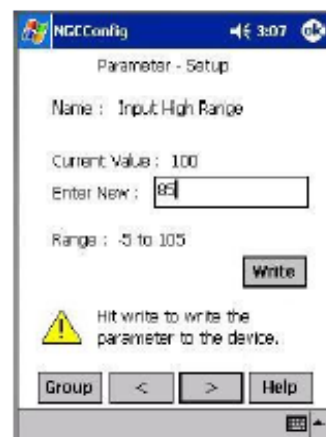 NGCConfig 3:07 ok
Parameter - Setup
Name : Input High Range
Current Value : 100
Enter New : 85
Range : -5 to 105
Write
Hit write to write the
parameter to the device.
Group < > Help